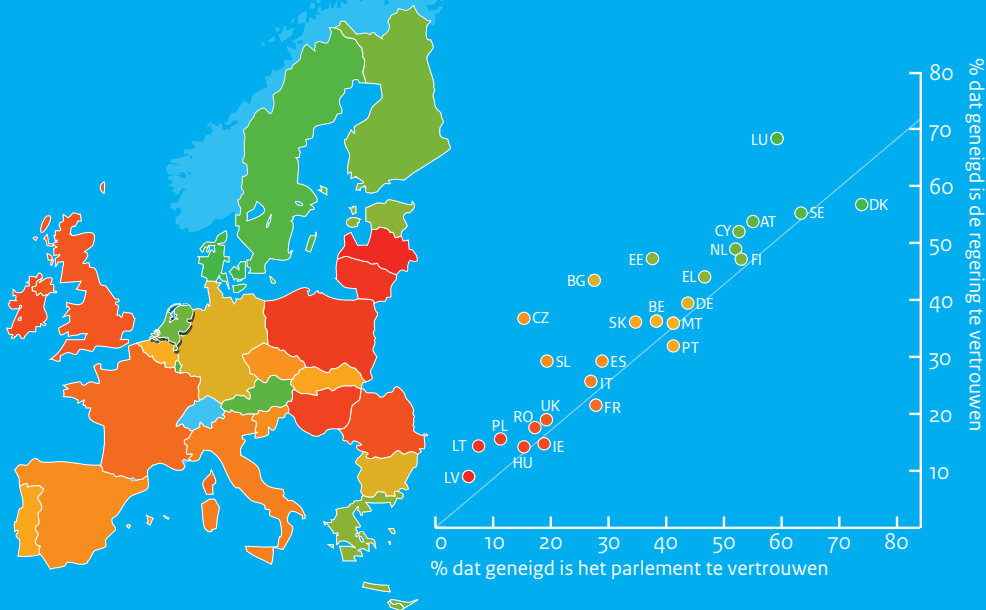 80
70
60
50
40
30
20
10
% dat geneigd is de regering te vertrouwen
LU
DK
SE
AT
CY
NL
FI
EE
EL
BG
DE
BE
CZ
SK
MT
PT
SL
ES
IT
FR
UK
RO
PL
IE
LT
HU
LV
0 10 20 30 40 50 60 70 80
% dat geneigd is het parlement te vertrouwen